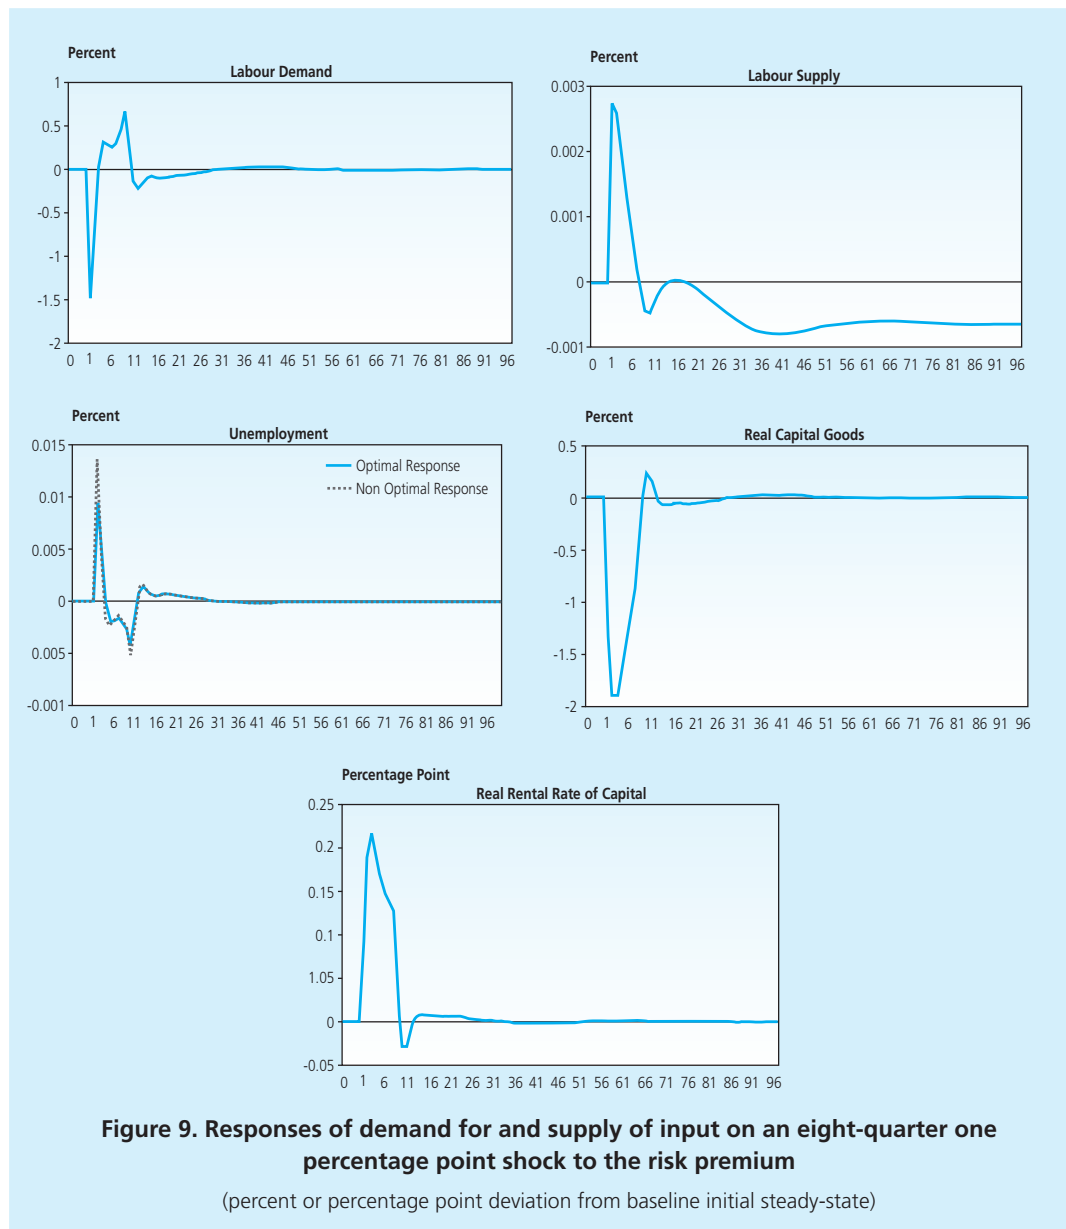 Percent
Labour Demand
1
0.5
0
-0.5
-1
-1.5
-2
0 1 6 11 16 21 26 31 36 41 46 51 56 61 66 71 76 81 86 91 96
Percent
Labour Supply
0.003
0.002
0.001
0
-0.001
0 1 6 11 16 21 26 31 36 41 46 51 56 61 66 71 76 81 86 91 96
Percent
Unemployment
0.015
0.01
0.005
0
0.005
-0.001
Optimal Response
Non Optimal Response
0 1 6 11 16 21 26 31 36 41 46 51 56 61 66 71 76 81 86 91 96
Percent
Real Capital Goods
0.5
0
-0.5
-1
-1.5
-2
0 1 6 11 16 21 26 31 36 41 46 51 56 61 66 71 76 81 86 91 96
Percentage Point
Real Rental Rate of Capital
0.25
0.2
0.15
0.1
1.05
0
-0.05
0 1 6 11 16 21 26 31 36 41 46 51 56 61 66 71 76 81 86 91 96
Figure 9. Responses of demand for and supply of input on an eight-quarter one
percentage point shock to the risk premium
(percent or percentage point deviation from baseline initial steady-state)